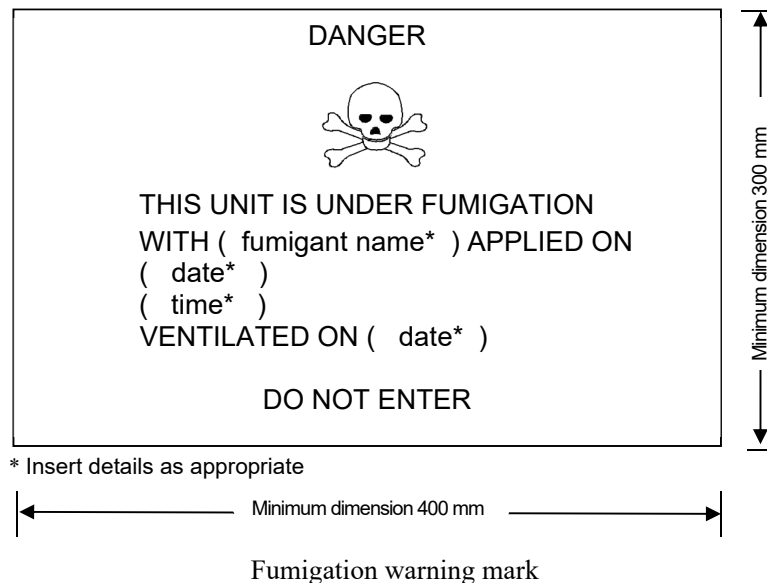 DANGER
THIS UNIT IS UNDER FUMIGATION
WITH ( fumigant name* ) APPLIED ON
( date* )
( time* )
VENTILATED ON ( date* )
DO NOT ENTER
Minimum dimension 300 mm
* Insert details as appropriate
Minimum dimension 400 mm
Fumigation warning mark